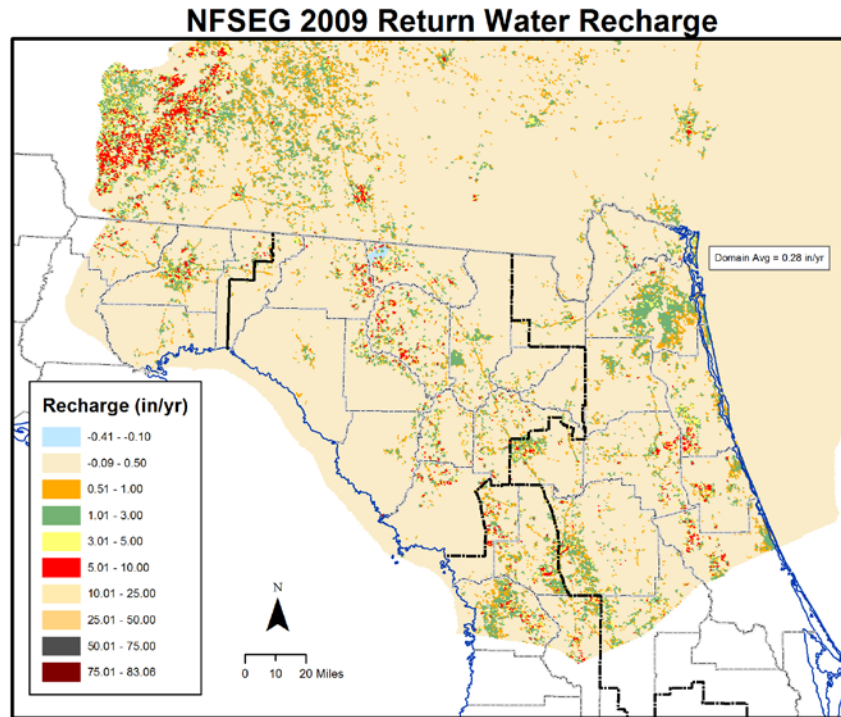 NFSEG 2009 Return Water Recharge
Domain Avg = 0.28 in/yr
Recharge (in/yr)
-0.41 - -0.10
-0.09 - 0.50
0.51 - 1.00
1.01 - 3.00
3.01 - 5.00
5.01 - 10.00
10.01 - 25.00
25.01 - 50.00
50.01 - 75.00
75.01 - 83.06
N
0 10 20 Miles